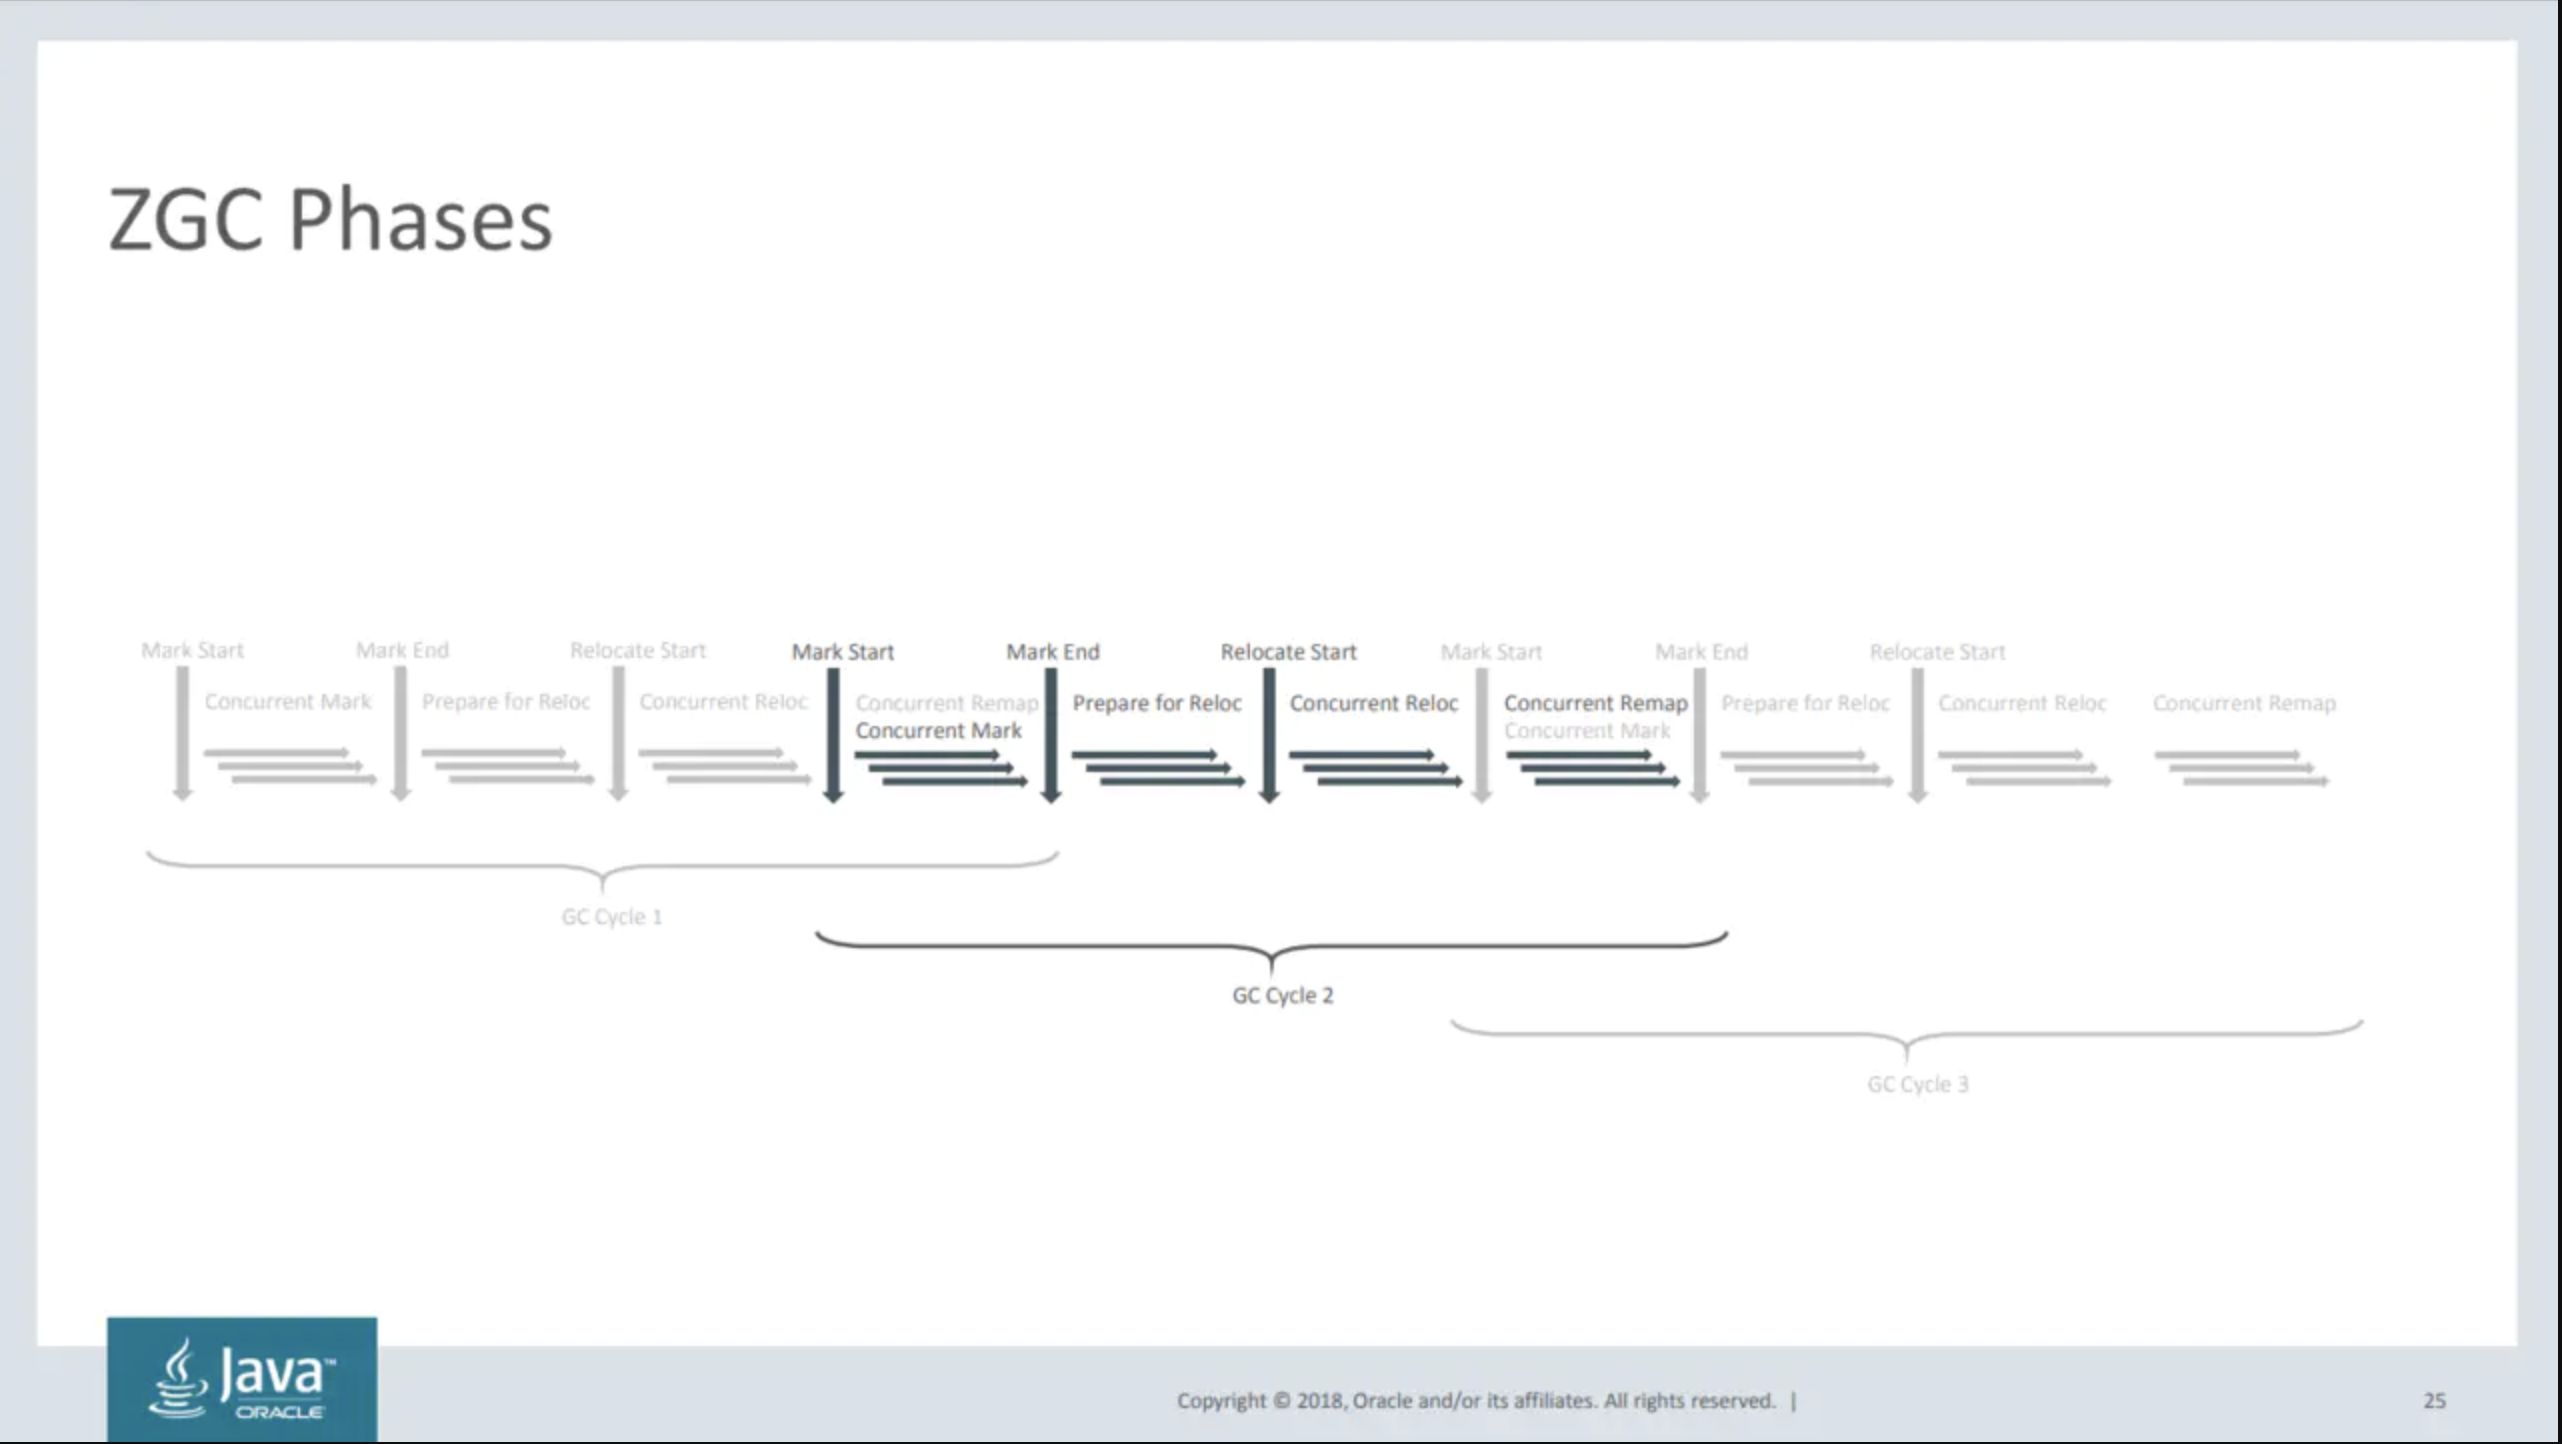 ZGC Phases
Mark Start Mark End Relocate Start Mark Start Mark End Relocate Start Mark Start Mark End Relocate Start
Concurrent Mark Prepare for Reloc Concurrent Reloc Concurrent Remap Prepare for Reloc Concurrent Reloc Concurrent Remap Prepare for Reloc Concurrent Reloc Concurrent Remap
Concurrent Mark Concurrent Mark
GC Cycle 1
GC Cycle 2
GC Cycle 3
Java™
ORACLE
Copyright © 2018, Oracle and/or its affiliates. All rights reserved. |
25